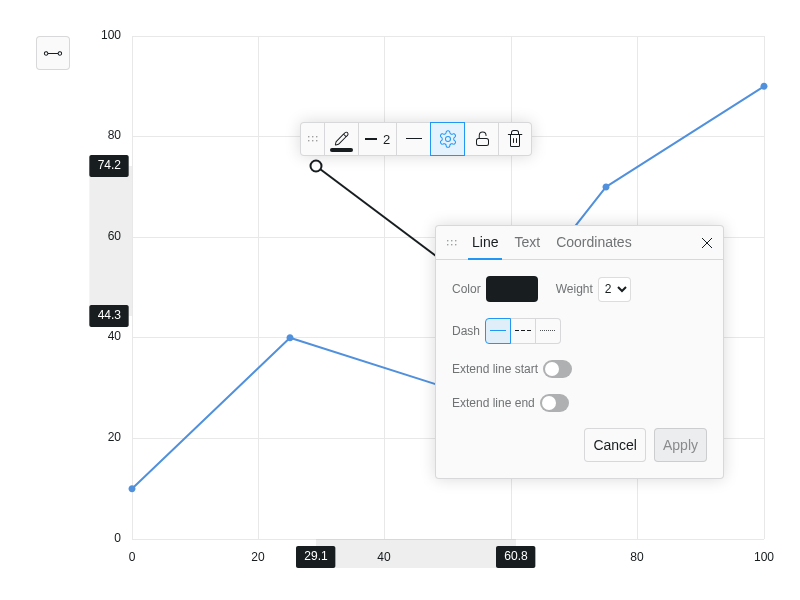 100
80
2
74.2
60
Line Text Coordinates
Color Weight 2
44.3
40
Dash
Extend line start
Extend line end
20
Cancel Apply
0
0 20 29.1 40 60.8 80 100